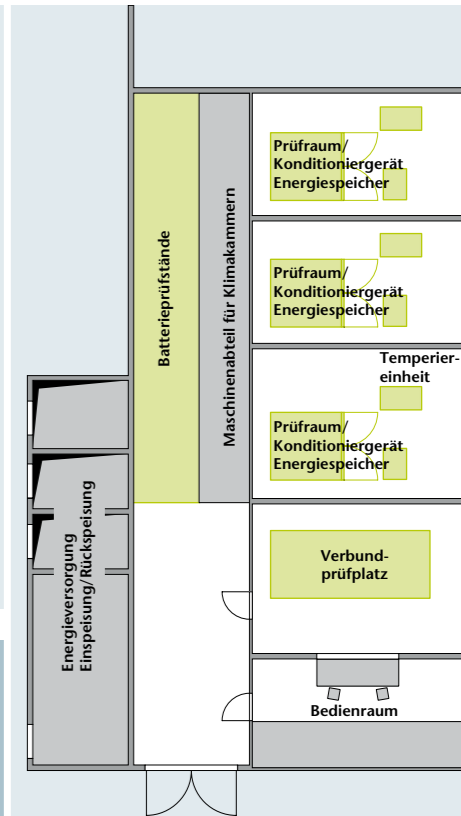 Prüfraum/
Konditioniergerät
Energiespeicher
Prüfraum/
Konditioniergerät
Energiespeicher
Temperier-
einheit
Prüfraum/
Konditioniergerät
Energiespeicher
Batterieprüfstände
Maschinenabteil für Klimakammern
Energieversorgung
Einspeisung/Rückspeisung
Verbund-
prüfplatz
Bedienraum